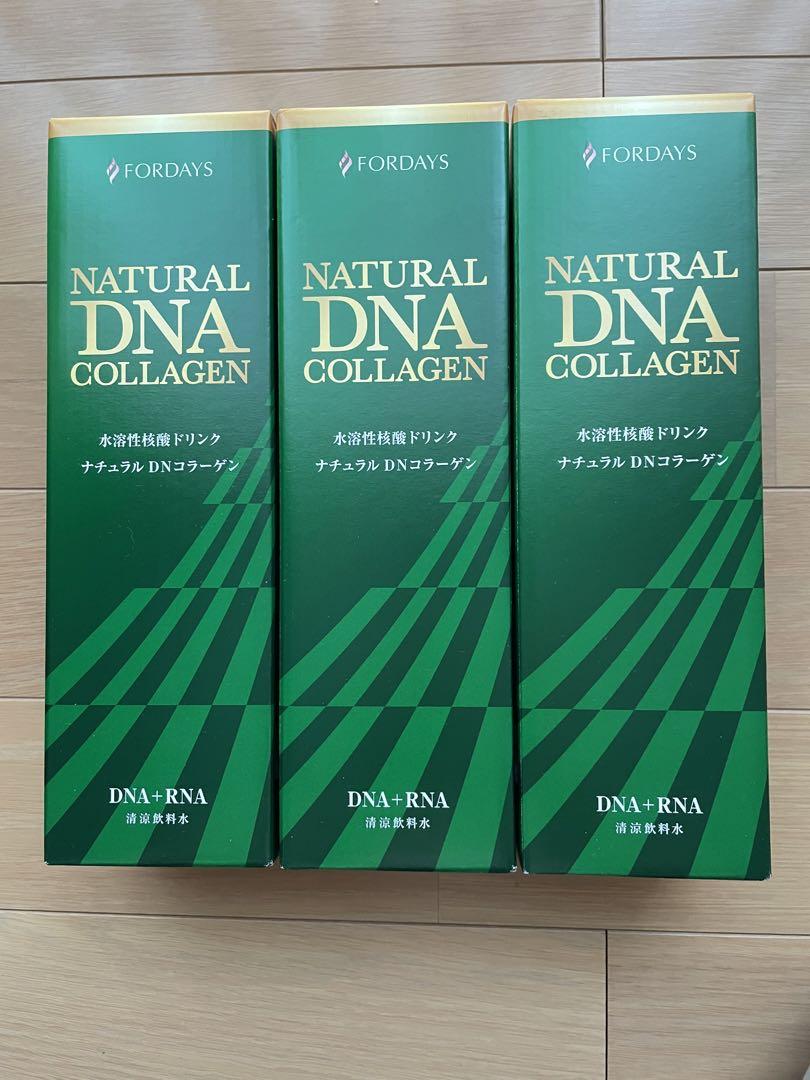 FORDAYS
NATURAL
DNA
COLLAGEN
水溶性核酸ドリンク
ナチュラル DNコラーゲン
DNA+RNA
清涼飲料水
FORDAYS
NATURAL
DNA
COLLAGEN
水溶性核酸ドリンク
ナチュラル DNコラーゲン
DNA+RNA
清涼飲料水
FORDAYS
NATURAL
DNA
COLLAGEN
水溶性核酸ドリンク
ナチュラル DNコラーゲン
DNA+RNA
清涼飲料水